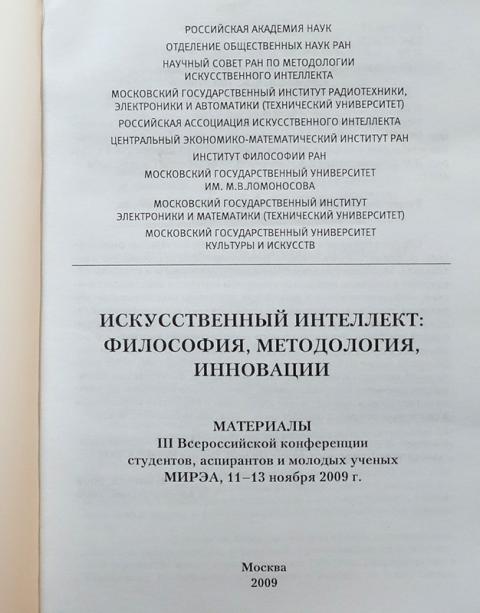 РОССИЙСКАЯ АКАДЕМИЯ НАУК
ОТДЕЛЕНИЕ ОБЩЕСТВЕННЫХ НАУК РАН
НАУЧНЫЙ СОВЕТ РАН ПО МЕТОДОЛОГИИ
ИСКУССТВЕННОГО ИНТЕЛЛЕКТА
МОСКОВСКИЙ ГОСУДАРСТВЕННЫЙ ИНСТИТУТ РАДИОТЕХНИКИ,
ЭЛЕКТРОНИКИ И АВТОМАТИКИ (ТЕХНИЧЕСКИЙ УНИВЕРСИТЕТ)
РОССИЙСКАЯ АССОЦИАЦИЯ ИСКУССТВЕННОГО ИНТЕЛЛЕКТА
ЦЕНТРАЛЬНЫЙ ЭКОНОМИКО-МАТЕМАТИЧЕСКИЙ ИНСТИТУТ РАН
ИНСТИТУТ ФИЛОСОФИИ РАН
МОСКОВСКИЙ ГОСУДАРСТВЕННЫЙ УНИВЕРСИТЕТ
ИМ. М.В.ЛОМОНОСОВА
МОСКОВСКИЙ ГОСУДАРСТВЕННЫЙ ИНСТИТУТ
ЭЛЕКТРОНИКИ И МАТЕМАТИКИ (ТЕХНИЧЕСКИЙ УНИВЕРСИТЕТ)
МОСКОВСКИЙ ГОСУДАРСТВЕННЫЙ УНИВЕРСИТЕТ
КУЛЬТУРЫ И ИСКУССТВ
ИСКУССТВЕННЫЙ ИНТЕЛЛЕКТ:
ФИЛОСОФИЯ, МЕТОДОЛОГИЯ,
ИННОВАЦИИ
МАТЕРИАЛЫ
III Всероссийской конференции
студентов, аспирантов и молодых ученых
МИРЭА, 11–13 ноября 2009 г.
Москва
2009